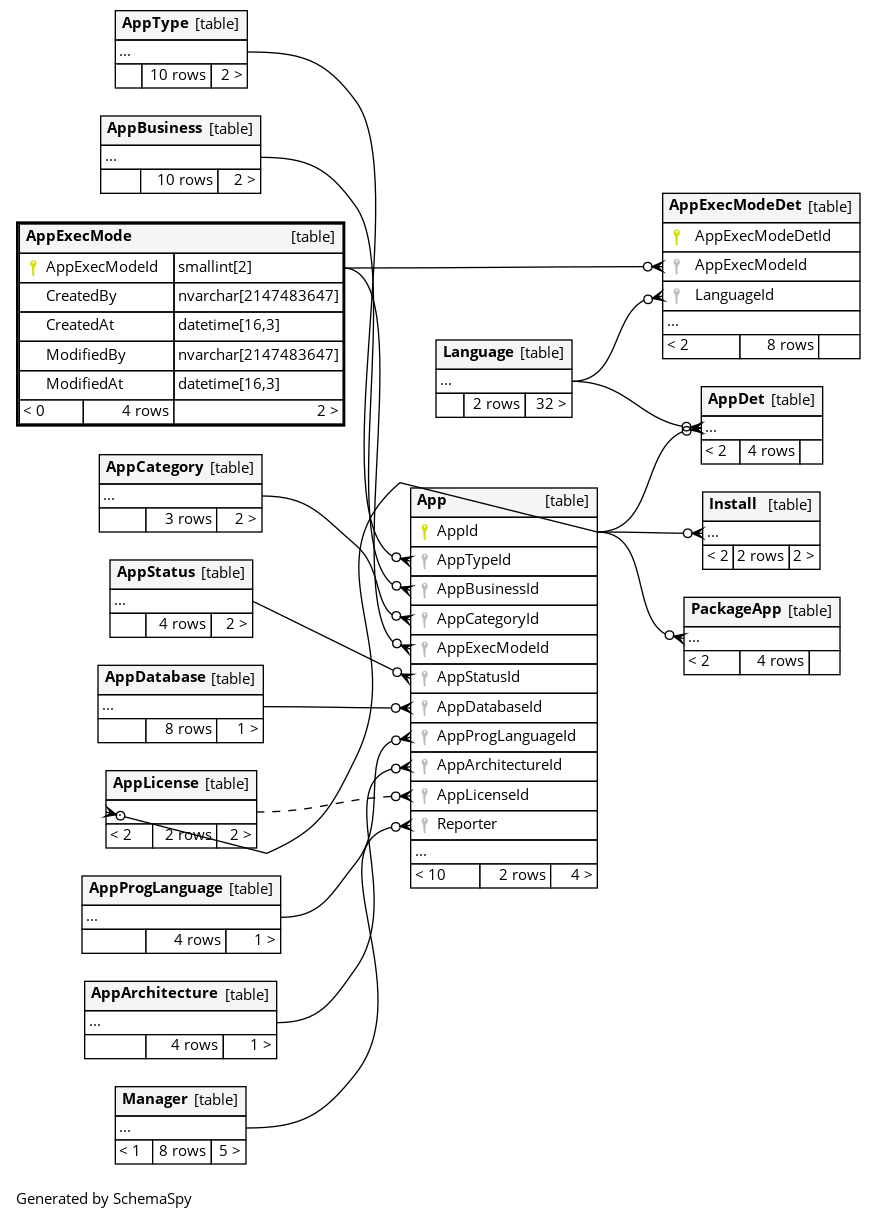 AppType [table]
...
10 rows 2 >
AppBusiness [table]
...
10 rows 2 >
AppExecMode [table]
AppExecModeId smallint[2]
CreatedBy nvarchar[2147483647]
CreatedAt datetime[16,3]
ModifiedBy nvarchar[2147483647]
ModifiedAt datetime[16,3]
< 0 4 rows 2 >
AppCategory [table]
...
3 rows 2 >
AppStatus [table]
...
4 rows 2 >
AppDatabase [table]
...
8 rows 1 >
AppLicense [table]
...
< 2 2 rows 2 >
AppProgLanguage [table]
...
4 rows 1 >
AppArchitecture [table]
...
4 rows 1 >
Manager [table]
...
< 1 8 rows 5 >
Language [table]
...
2 rows 32 >
App [table]
AppId
AppTypeId
AppBusinessId
AppCategoryId
AppExecModeId
AppStatusId
AppDatabaseId
AppProgLanguageId
AppArchitectureId
AppLicenseId
Reporter
...
< 10 2 rows 4 >
AppExecModeDet [table]
AppExecModeDetId
AppExecModeId
LanguageId
...
< 2 8 rows
AppDet [table]
...
< 2 4 rows
Install [table]
...
< 2 2 rows 2 >
PackageApp [table]
...
< 2 4 rows
Generated by SchemaSpy